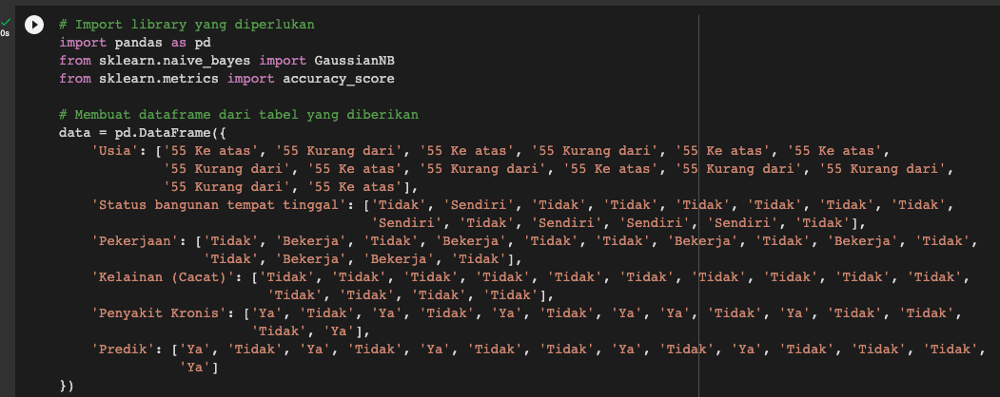 0s
# Import library yang diperlukan
import pandas as pd
from sklearn.naive_bayes import GaussianNB
from sklearn.metrics import accuracy_score
# Membuat dataframe dari tabel yang diberikan
data = pd.DataFrame({
    'Usia': ['55 Ke atas', '55 Kurang dari', '55 Ke atas', '55 Kurang dari', '55 Ke atas', '55 Ke atas',
             '55 Kurang dari', '55 Ke atas', '55 Kurang dari', '55 Ke atas', '55 Kurang dari', '55 Kurang dari',
             '55 Kurang dari', '55 Ke atas'],
    'Status bangunan tempat tinggal': ['Tidak', 'Sendiri', 'Tidak', 'Tidak', 'Tidak', 'Tidak', 'Tidak', 'Tidak',
                                       'Sendiri', 'Tidak', 'Sendiri', 'Sendiri', 'Sendiri', 'Tidak'],
    'Pekerjaan': ['Tidak', 'Bekerja', 'Tidak', 'Bekerja', 'Tidak', 'Tidak', 'Bekerja', 'Tidak', 'Bekerja', 'Tidak',
                  'Tidak', 'Bekerja', 'Bekerja', 'Tidak'],
    'Kelainan (Cacat)': ['Tidak', 'Tidak', 'Tidak', 'Tidak', 'Tidak', 'Tidak', 'Tidak', 'Tidak', 'Tidak', 'Tidak',
                         'Tidak', 'Tidak', 'Tidak', 'Tidak'],
    'Penyakit Kronis': ['Ya', 'Tidak', 'Ya', 'Tidak', 'Ya', 'Tidak', 'Ya', 'Ya', 'Tidak', 'Ya', 'Tidak', 'Tidak',
                        'Tidak', 'Ya'],
    'Predik': ['Ya', 'Tidak', 'Ya', 'Tidak', 'Ya', 'Tidak', 'Tidak', 'Ya', 'Tidak', 'Ya', 'Tidak', 'Tidak', 'Tidak',
               'Ya']
})